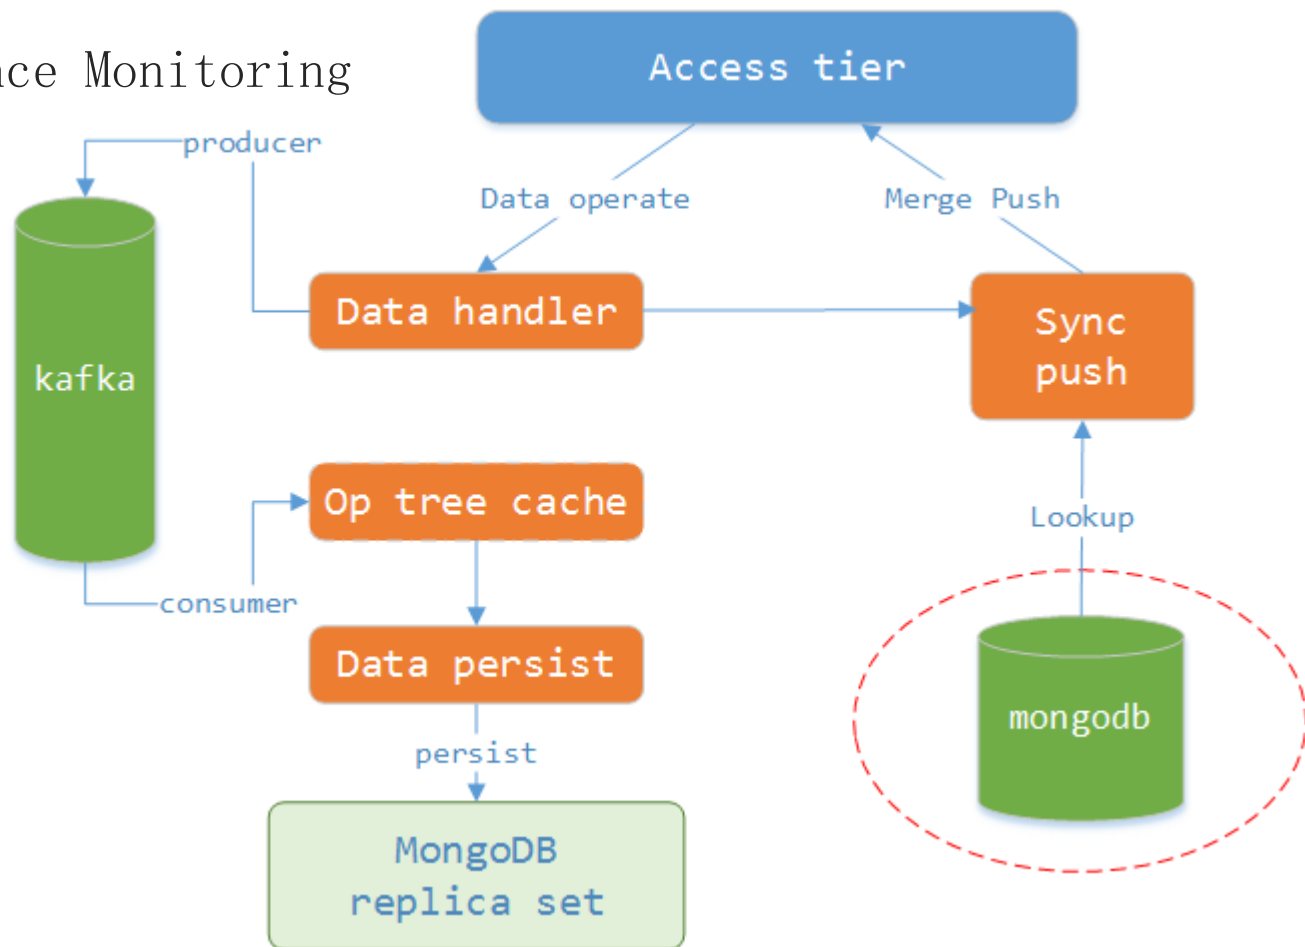 Monitoring
Access tier
producer
Data operate
Merge Push
Data handler
Sync
push
kafka
Op tree cache
Lookup
consumer
Data persist
mongodb
persist
MongoDB
replica set